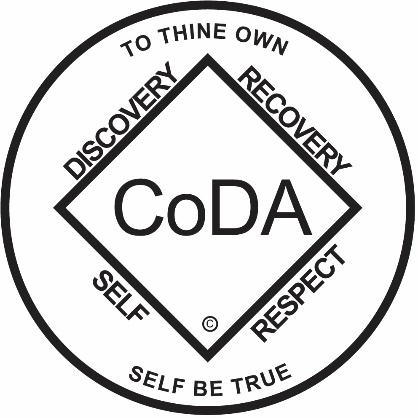 TO THINE OWN
DISCOVERY
RECOVERY
CoDA
SELF
RESPECT
©
SELF BE TRUE